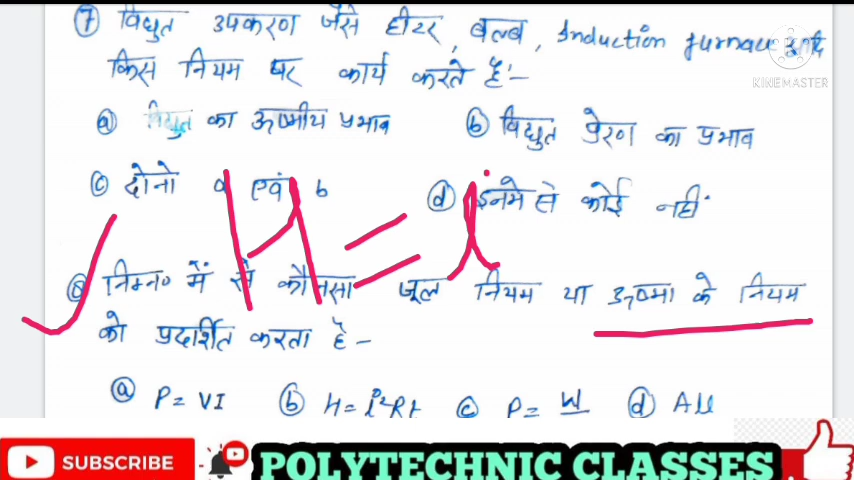 ⑦ विद्युत उपकरण जैसे हीटर, बल्ब, Induction furnace आदि
किस नियम पर कार्य करते है:-
ⓐ विद्युत का ऊष्मीय प्रभाव ⓑ विद्युत प्रेरण का प्रभाव
ⓒ दोनो a एवं b ⓓ इनमे से कोई नहीं
⑧ निम्न० में से कौनसा जूल नियम या ऊष्मा के नियम
को प्रदर्शित करता है -
H = i
ⓐ P = VI ⓑ H = i²Rt ⓒ P = W ⓓ All
KINEMASTER
SUBSCRIBE POLYTECHNIC CLASSES.